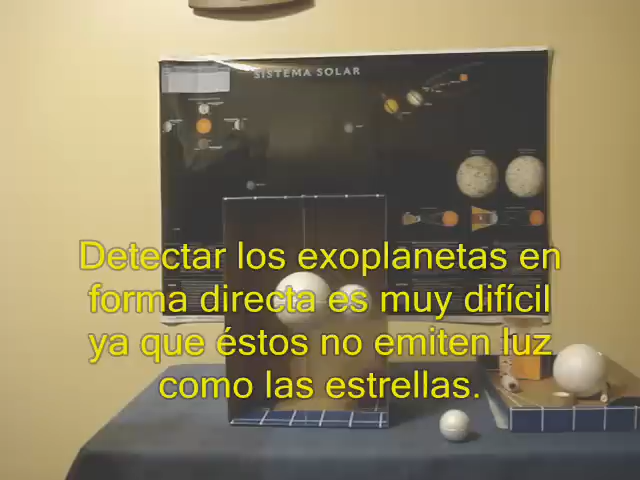 SISTEMA SOLAR
Detectar los exoplanetas en
forma directa es muy difícil
ya que éstos no emiten luz
como las estrellas.